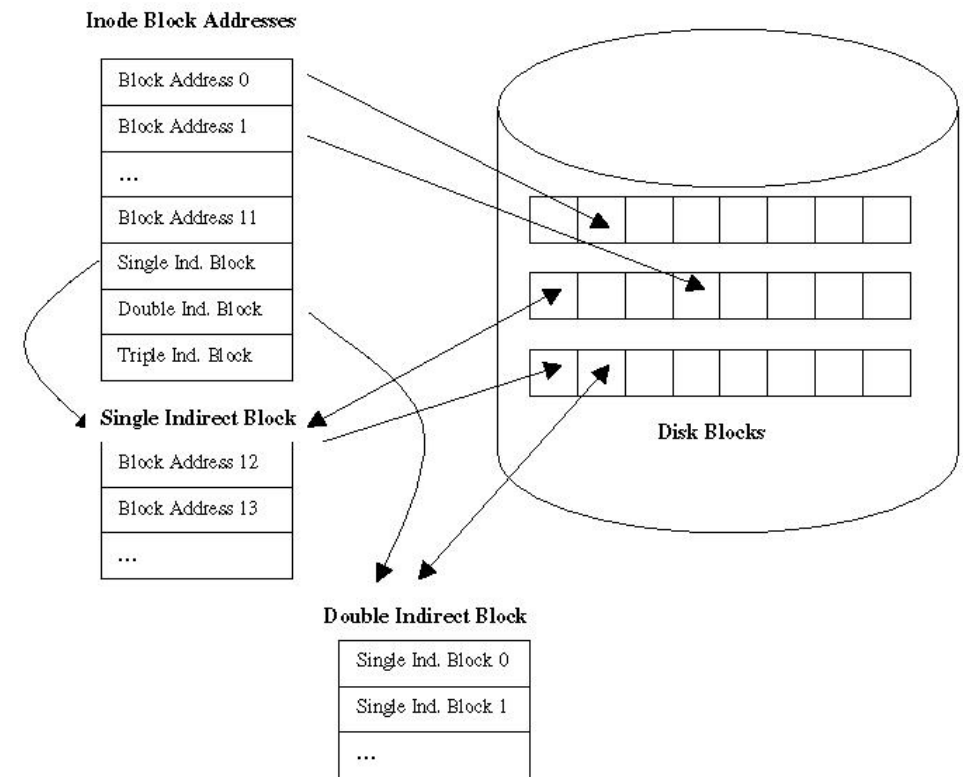 Inode Block Addresses
Block Address 0
Block Address 1
...
Block Address 11
Single Ind. Block
Double Ind. Block
Triple Ind. Block
Single Indirect Block
Block Address 12
Block Address 13
...
Disk Blocks
Double Indirect Block
Single Ind. Block 0
Single Ind. Block 1
...